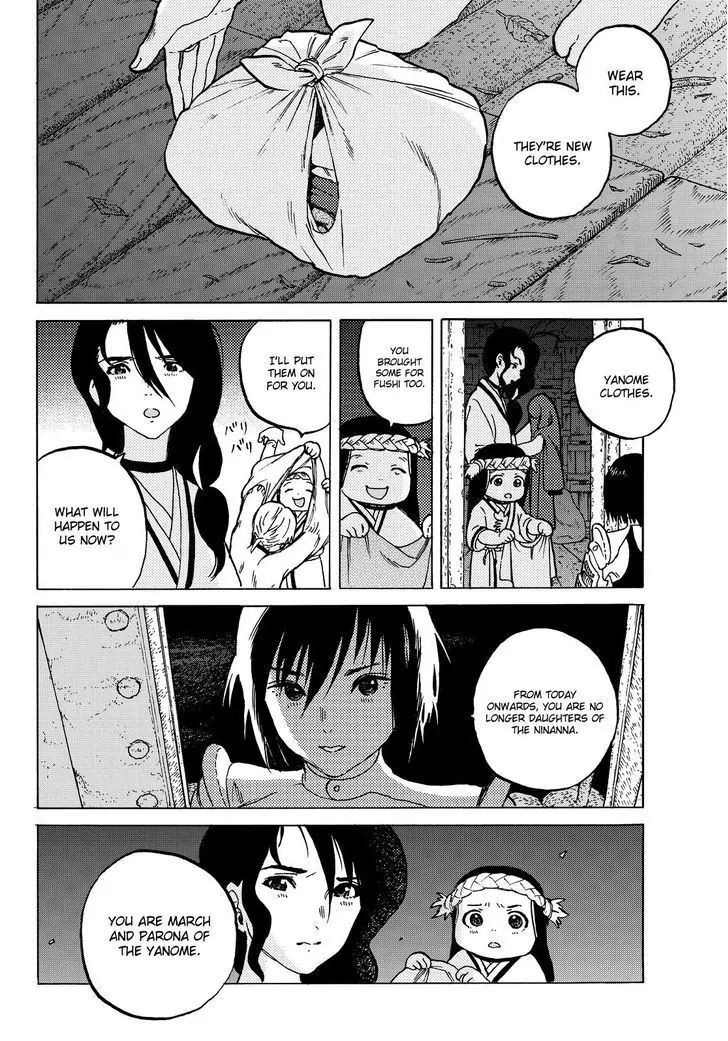 WEAR
THIS.
THEY'RE NEW
CLOTHES.
YANOME
CLOTHES.
YOU
BROUGHT
SOME FOR
FUSHI TOO.
I'LL PUT
THEM ON
FOR YOU.
WHAT WILL
HAPPEN TO
US NOW?
FROM TODAY
ONWARDS, YOU ARE NO
LONGER DAUGHTERS OF
THE NINANNA.
YOU ARE MARCH
AND PARONA OF
THE YANOME.